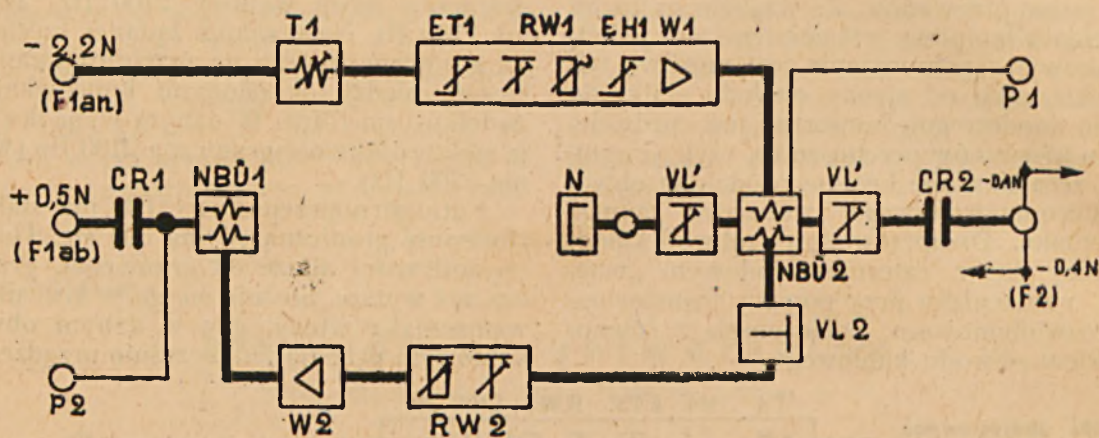 T1 ET1 RW1 EH1 W1
- 2,2N
(F1an)
P1
+0,5N CR1 NBÜ1 N VL' VL' CR2 -0,1N
(F1ab)
NBÜ2
-0,4N
(F2)
VL2
P2
W2 RW2